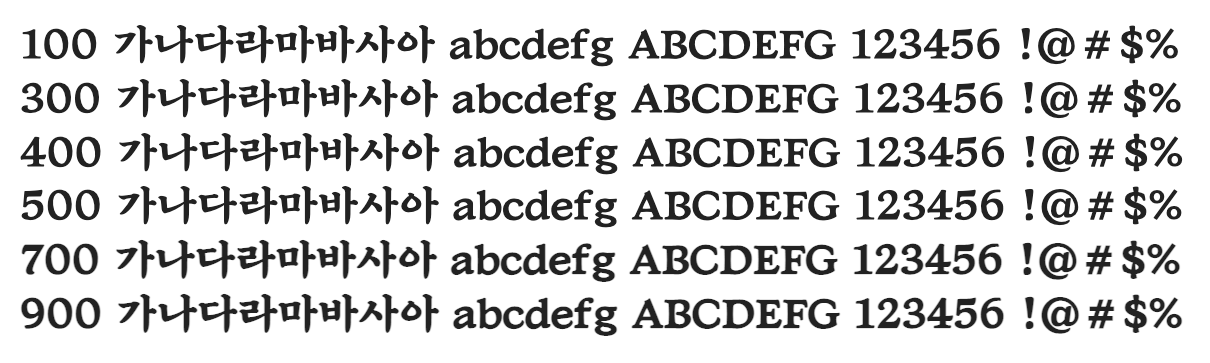 100 가나다라마바사아 abcdefg ABCDEFG 123456 !@#$%
300 가나다라마바사아 abcdefg ABCDEFG 123456 !@#$%
400 가나다라마바사아 abcdefg ABCDEFG 123456 !@#$%
500 가나다라마바사아 abcdefg ABCDEFG 123456 !@#$%
700 가나다라마바사아 abcdefg ABCDEFG 123456 !@#$%
900 가나다라마바사아 abcdefg ABCDEFG 123456 !@#$%